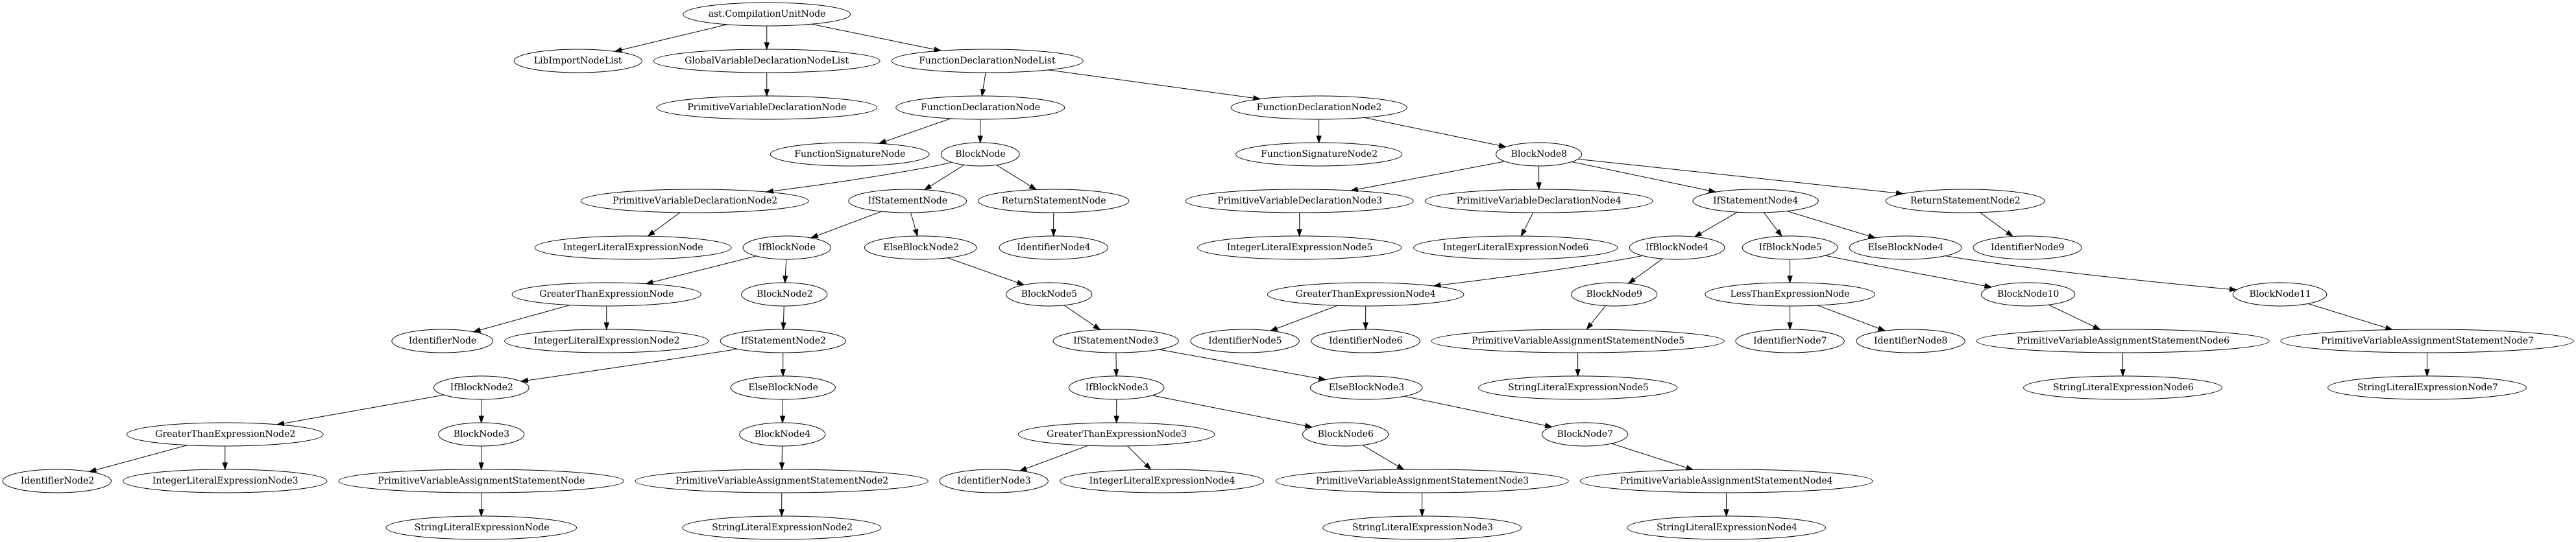 ast.CompilationUnitNode
LibImportNodeList
GlobalVariableDeclarationNodeList
FunctionDeclarationNodeList
PrimitiveVariableDeclarationNode
FunctionDeclarationNode
FunctionDeclarationNode2
FunctionSignatureNode
BlockNode
FunctionSignatureNode2
BlockNode8
PrimitiveVariableDeclarationNode2
IfStatementNode
ReturnStatementNode
PrimitiveVariableDeclarationNode3
PrimitiveVariableDeclarationNode4
IfStatementNode4
ReturnStatementNode2
IntegerLiteralExpressionNode
IfBlockNode
ElseBlockNode2
IdentifierNode4
IntegerLiteralExpressionNode5
IntegerLiteralExpressionNode6
IfBlockNode4
IfBlockNode5
ElseBlockNode4
IdentifierNode9
GreaterThanExpressionNode
BlockNode2
BlockNode5
GreaterThanExpressionNode4
BlockNode9
LessThanExpressionNode
BlockNode10
BlockNode11
IdentifierNode
IntegerLiteralExpressionNode2
IfStatementNode2
IfStatementNode3
IdentifierNode5
IdentifierNode6
PrimitiveVariableAssignmentStatementNode5
IdentifierNode7
IdentifierNode8
PrimitiveVariableAssignmentStatementNode6
PrimitiveVariableAssignmentStatementNode7
IfBlockNode2
ElseBlockNode
IfBlockNode3
ElseBlockNode3
StringLiteralExpressionNode5
StringLiteralExpressionNode6
StringLiteralExpressionNode7
GreaterThanExpressionNode2
BlockNode3
BlockNode4
GreaterThanExpressionNode3
BlockNode6
BlockNode7
IdentifierNode2
IntegerLiteralExpressionNode3
PrimitiveVariableAssignmentStatementNode
PrimitiveVariableAssignmentStatementNode2
IdentifierNode3
IntegerLiteralExpressionNode4
PrimitiveVariableAssignmentStatementNode3
PrimitiveVariableAssignmentStatementNode4
StringLiteralExpressionNode
StringLiteralExpressionNode2
StringLiteralExpressionNode3
StringLiteralExpressionNode4